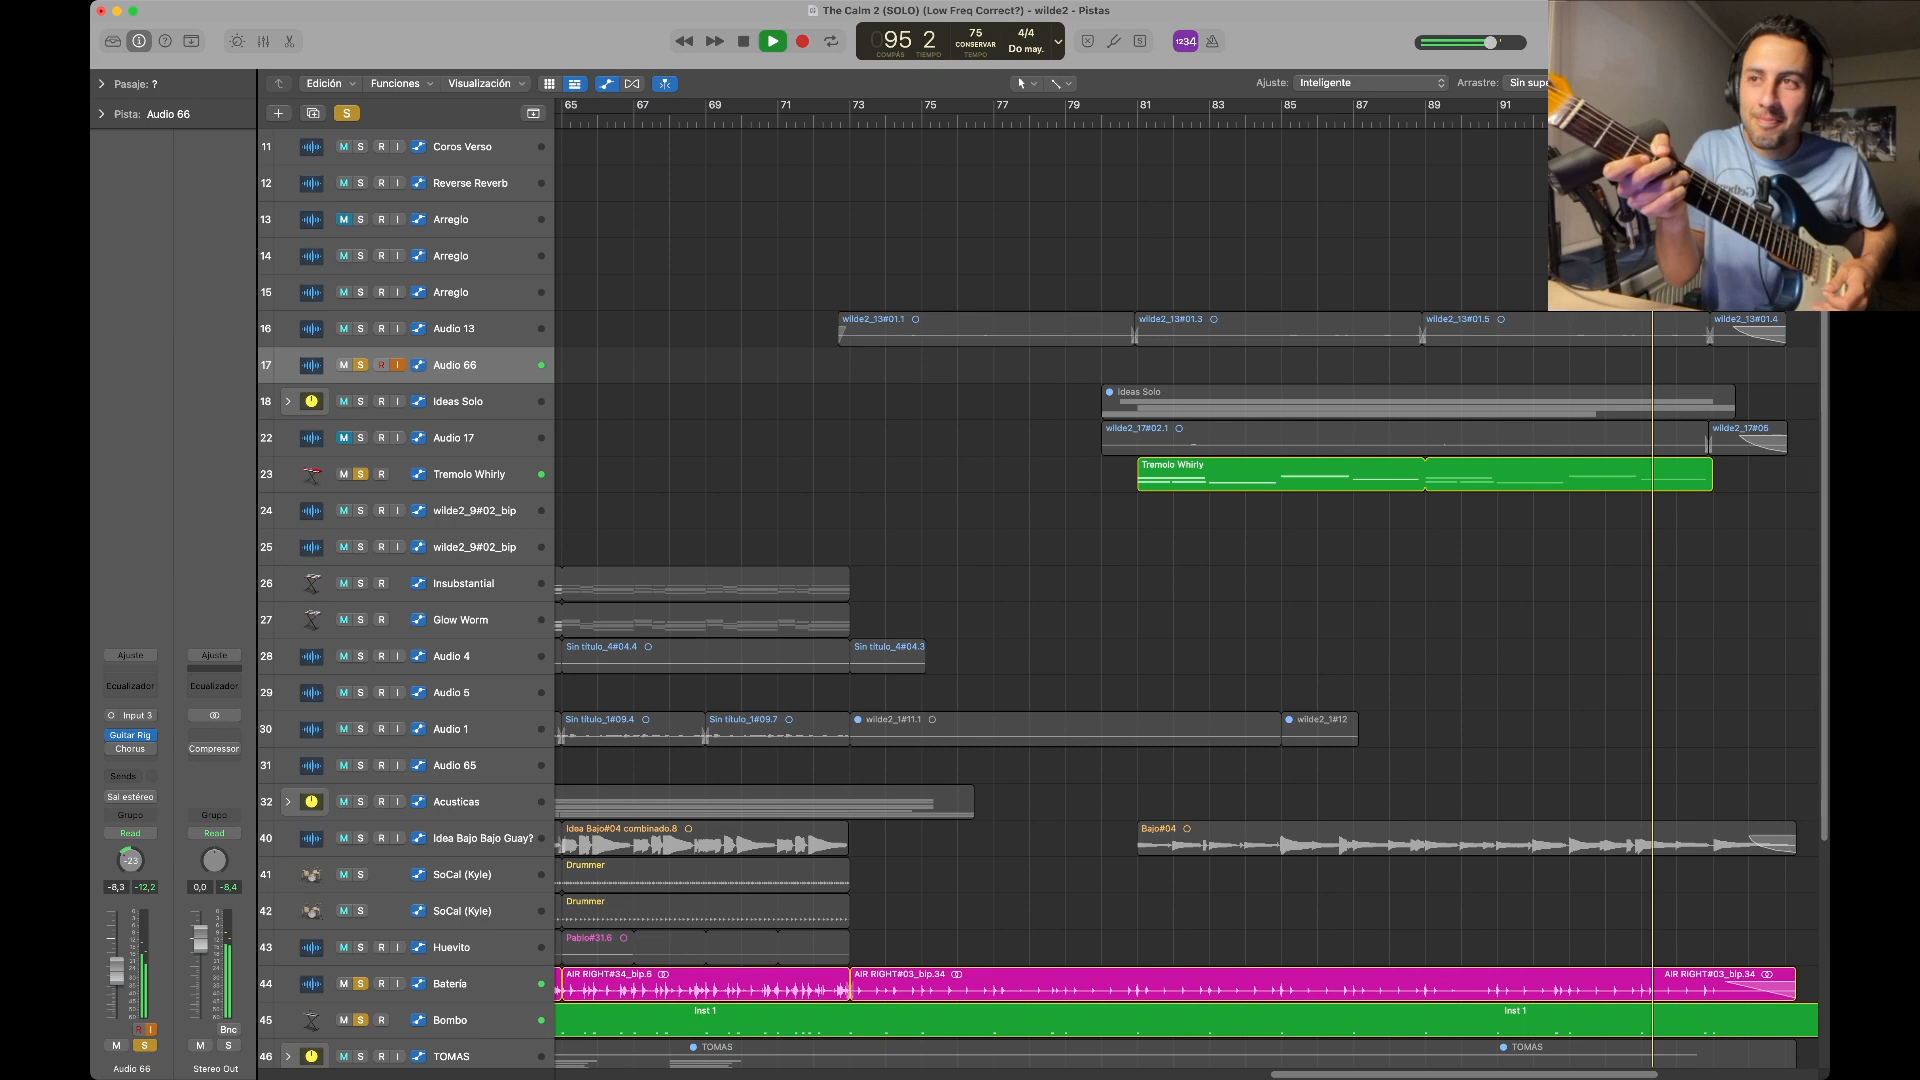 The Calm 2 (SOLO) (Low Freq Correct?) - wilde2 - Pistas
095 2 75 4/4
CONSERVAR Do may.
COMPÁS TIEMPO TEMPO
1234
Pasaje: ?
Edición Funciones Visualización
Ajuste: Inteligente Arrastre: Sin supe
Pista: Audio 66
S
65 67 69 71 73 75 77 79 81 83 85 87 89 91
11 M S R I Coros Verso
12 M S R I Reverse Reverb
13 M S R I Arreglo
14 M S R I Arreglo
15 M S R I Arreglo
16 M S R I Audio 13
wilde2_13#01.1 wilde2_13#01.3 wilde2_13#01.5 wilde2_13#01.4
17 M S R I Audio 66
18 M S R I Ideas Solo
Ideas Solo
22 M S R I Audio 17
wilde2_17#02.1 wilde2_17#05
23 M S R Tremolo Whirly
Tremolo Whirly
24 M S R I wilde2_9#02_bip
25 M S R I wilde2_9#02_bip
26 M S R Insubstantial
27 M S R Glow Worm
28 M S R I Audio 4
Sin título_4#04.4 Sin título_4#04.3
29 M S R I Audio 5
30 M S R I Audio 1
Sin título_1#09.4 Sin título_1#09.7 wilde2_1#11.1 wilde2_1#12
31 M S R I Audio 65
32 M S R I Acusticas
40 M S R I Idea Bajo Bajo Guay?
Idea Bajo#04 combinado.8 Bajo#04
41 M S SoCal (Kyle)
Drummer
42 M S SoCal (Kyle)
Drummer
43 M S R I Huevito
Pablo#31.6
44 M S R I Batería
AIR RIGHT#34_bip.6 AIR RIGHT#03_bip.34 AIR RIGHT#03_bip.34
45 M S R Bombo
Inst 1 Inst 1
46 M S R I TOMAS
TOMAS TOMAS
Ajuste Ajuste
Ecualizador Ecualizador
Input 3
Guitar Rig
Chorus Compressor
Sends
Sal estéreo
Grupo Grupo
Read Read
-23
-8,3 -12,2 0,0 -8,4
R I Bnc
M S M S
Audio 66 Stereo Out